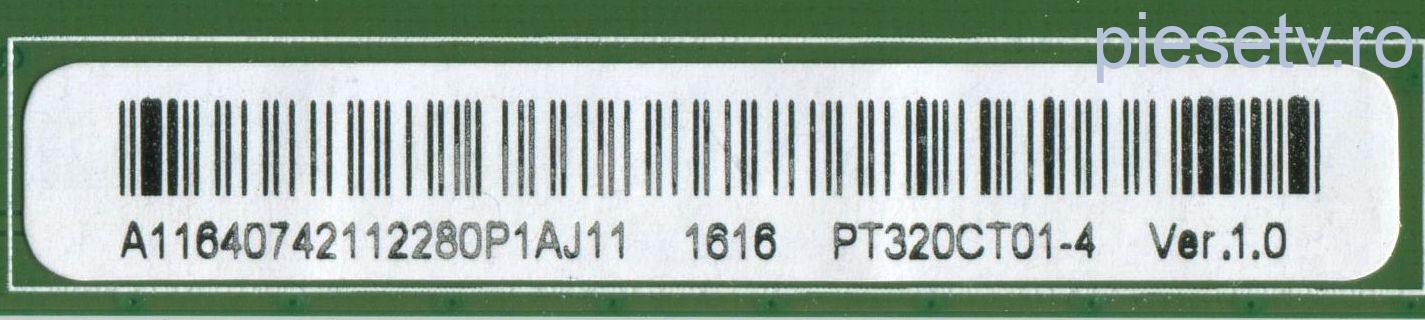 piesetv.ro
A11640742112280P1AJ11 1616 PT320CT01-4 Ver.1.0